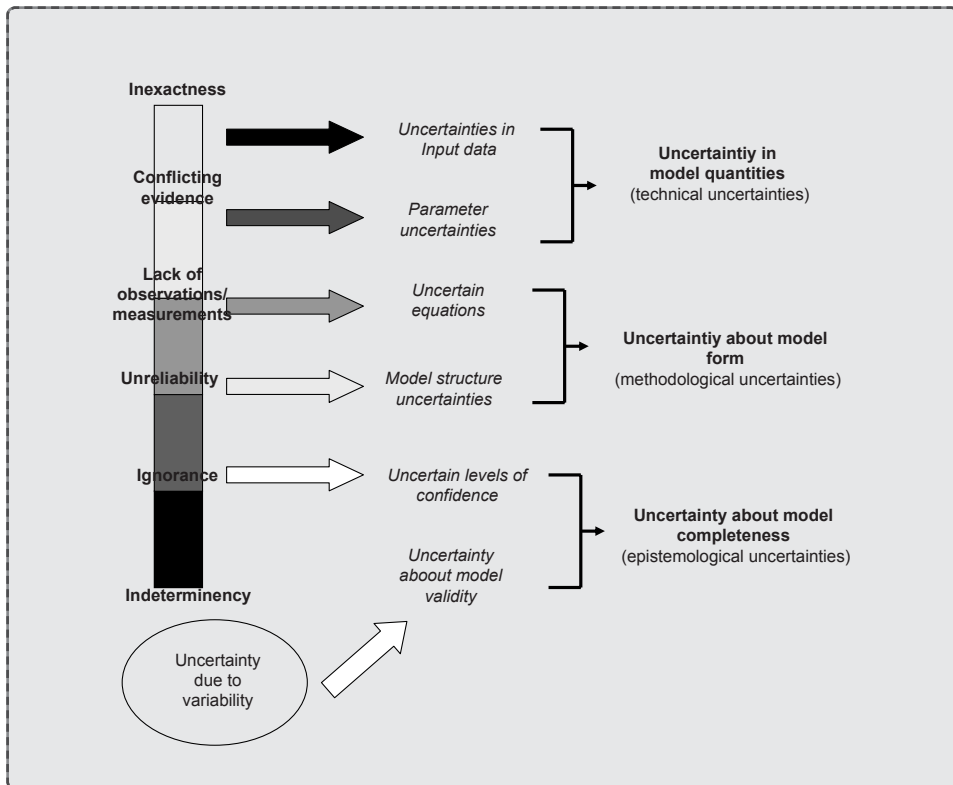 Inexactness
Conflicting
evidence
Lack of
observations/
measurements
Unreliability
Ignorance
Indeterminency
Uncertainty
due to
variability
Uncertainties in
Input data
Parameter
uncertainties
Uncertain
equations
Model structure
uncertainties
Uncertain levels of
confidence
Uncertainty
aboout model
validity
Uncertaintiy in
model quantities
(technical uncertainties)
Uncertaintiy about model
form
(methodological uncertainties)
Uncertainty about model
completeness
(epistemological uncertainties)